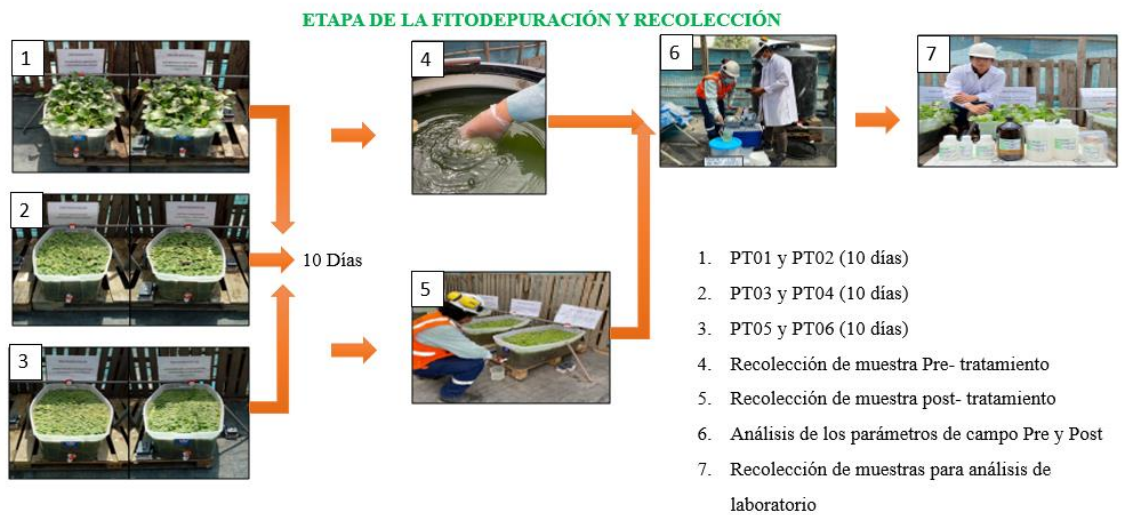 ETAPA DE LA FITODEPURACIÓN Y RECOLECCIÓN
1
2
3
10 Días
4
5
6
7
1. PT01 y PT02 (10 días)
2. PT03 y PT04 (10 días)
3. PT05 y PT06 (10 días)
4. Recolección de muestra Pre- tratamiento
5. Recolección de muestra post- tratamiento
6. Análisis de los parámetros de campo Pre y Post
7. Recolección de muestras para análisis de
laboratorio